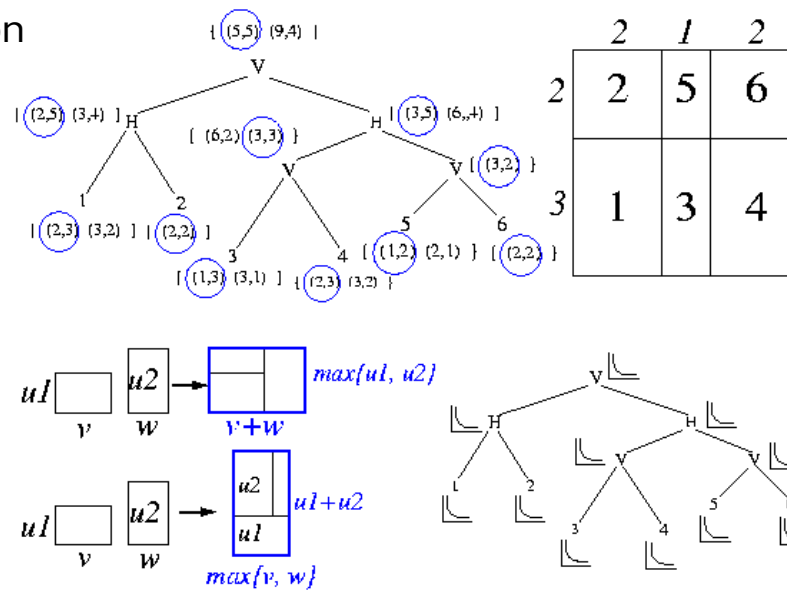 on
{ (5,5) (9,4) ]
V
[ (2,5) (3,4) ] H
[ (6,2) (3,3) }
H [ (3,5) (6,,4) ]
V
V [ (3,2) }
1
2
[ (2,3) (3,2) ]
[ (2,2) ]
3
4
5
6
[ (1,3) (3,1) ]
{ (2,3) (3,2) }
[ (1,2) (2,1) }
[ (2,2) }
2 1 2
2 2 5 6
3 1 3 4
u1 u2 max{u1, u2}
v w v+w
u1 u2 u2 u1 u1+u2
v w
max{v, w}
V
H H
V V
1 2
3 4 5